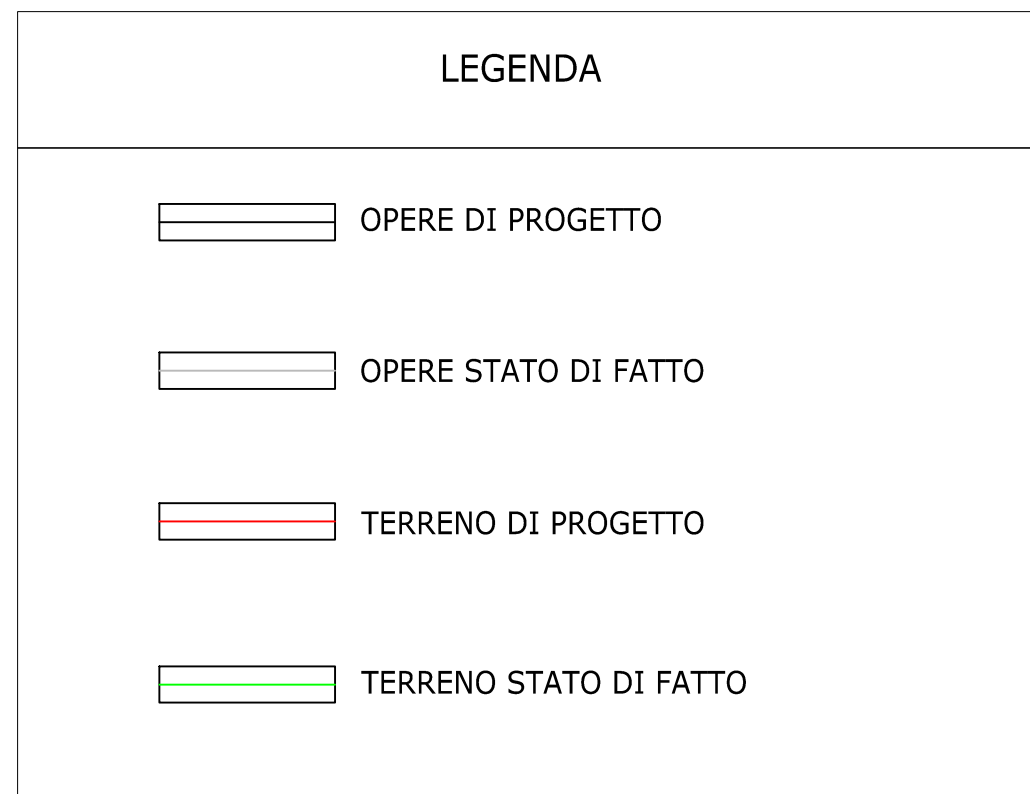 LEGENDA
OPERE DI PROGETTO
OPERE STATO DI FATTO
TERRENO DI PROGETTO
TERRENO STATO DI FATTO